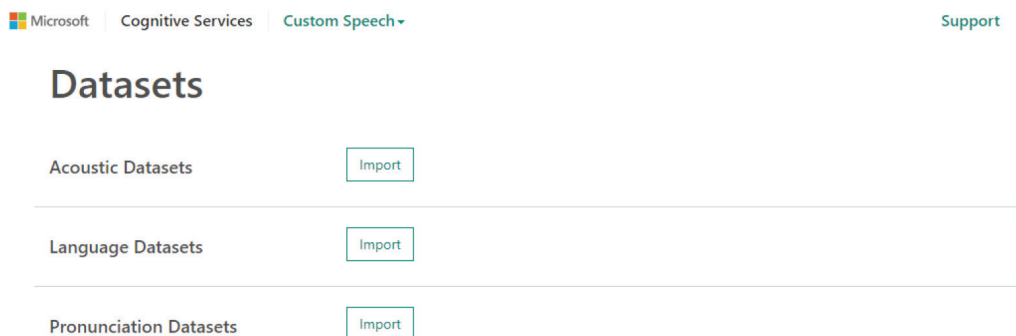 Microsoft Cognitive Services Custom Speech Support
Datasets
Acoustic Datasets Import
Language Datasets Import
Pronunciation Datasets Import